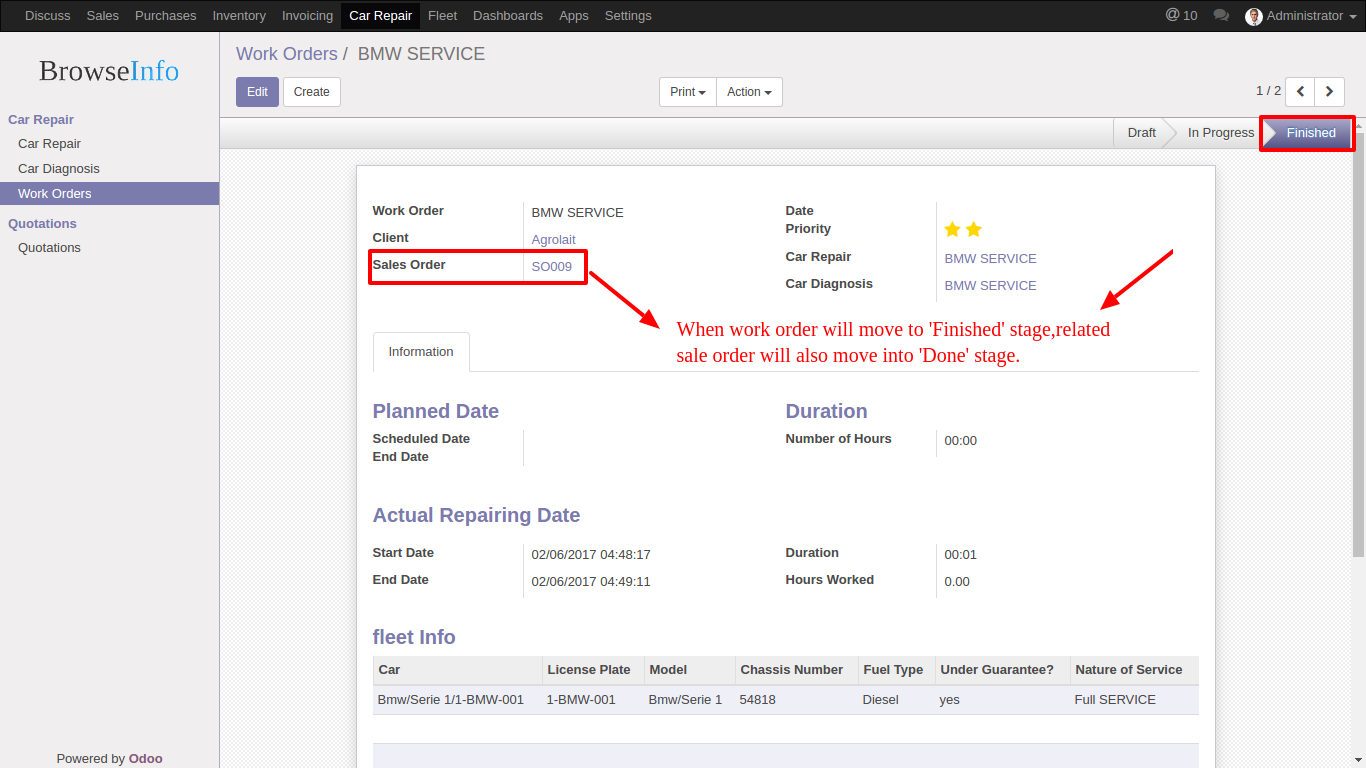 Discuss Sales Purchases Inventory Invoicing Car Repair Fleet Dashboards Apps Settings @ 10 Administrator
BrowseInfo
Work Orders / BMW SERVICE
Edit Create Print Action 1 / 2
Draft In Progress Finished
Car Repair
Car Repair
Car Diagnosis
Work Orders
Quotations
Quotations
Powered by Odoo
Work Order BMW SERVICE
Client Agrolait
Sales Order SO009
Date
Priority
Car Repair BMW SERVICE
Car Diagnosis BMW SERVICE
When work order will move to 'Finished' stage,related
sale order will also move into 'Done' stage.
Information
Planned Date
Scheduled Date
End Date
Duration
Number of Hours 00:00
Actual Repairing Date
Start Date 02/06/2017 04:48:17
End Date 02/06/2017 04:49:11
Duration 00:01
Hours Worked 0.00
fleet Info
Car License Plate Model Chassis Number Fuel Type Under Guarantee? Nature of Service
Bmw/Serie 1/1-BMW-001 1-BMW-001 Bmw/Serie 1 54818 Diesel yes Full SERVICE